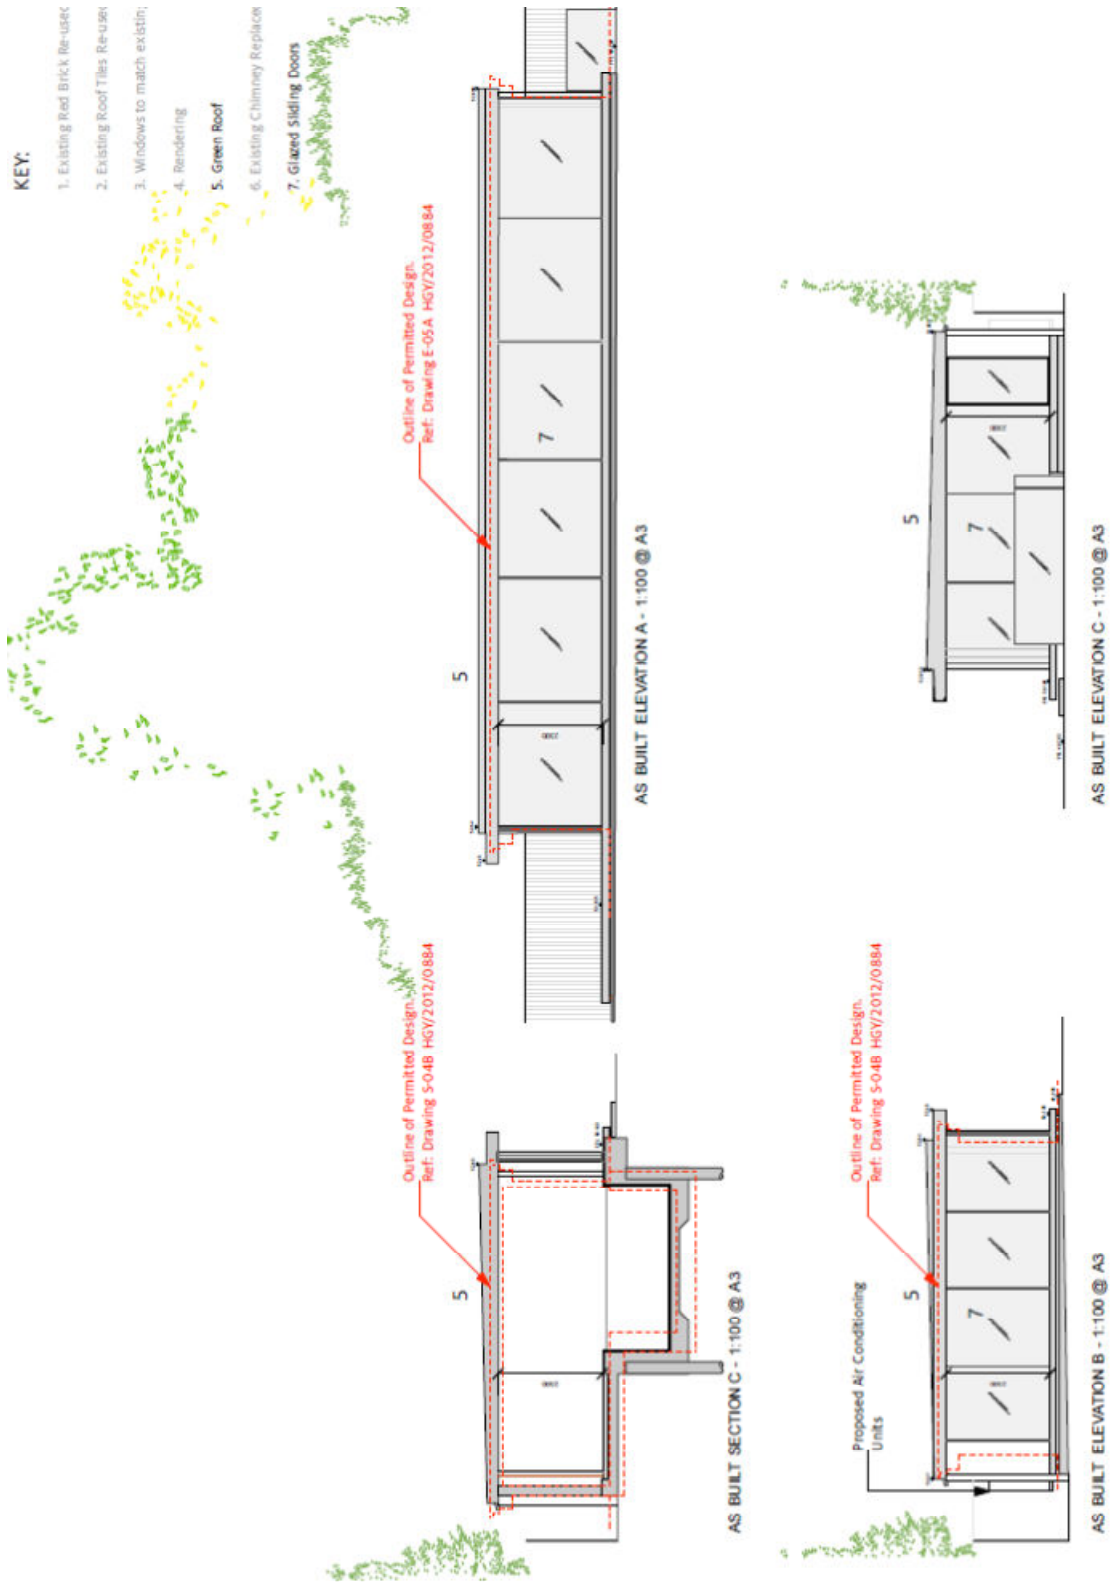 KEY:
1. Existing Red Brick Re-used
2. Existing Roof Tiles Re-used
3. Windows to match existing
4. Rendering
5. Green Roof
6. Existing Chimney Replaced
7. Glazed Sliding Doors
Outline of Permitted Design.
Ref: Drawing S-04B HGY/2012/0884
5
AS BUILT SECTION C - 1:100 @ A3
Outline of Permitted Design.
Ref: Drawing E-05A HGY/2012/0884
5
7
AS BUILT ELEVATION A - 1:100 @ A3
Proposed Air Conditioning
Units
Outline of Permitted Design.
Ref: Drawing S-04B HGY/2012/0884
5
7
AS BUILT ELEVATION B - 1:100 @ A3
5
7
AS BUILT ELEVATION C - 1:100 @ A3